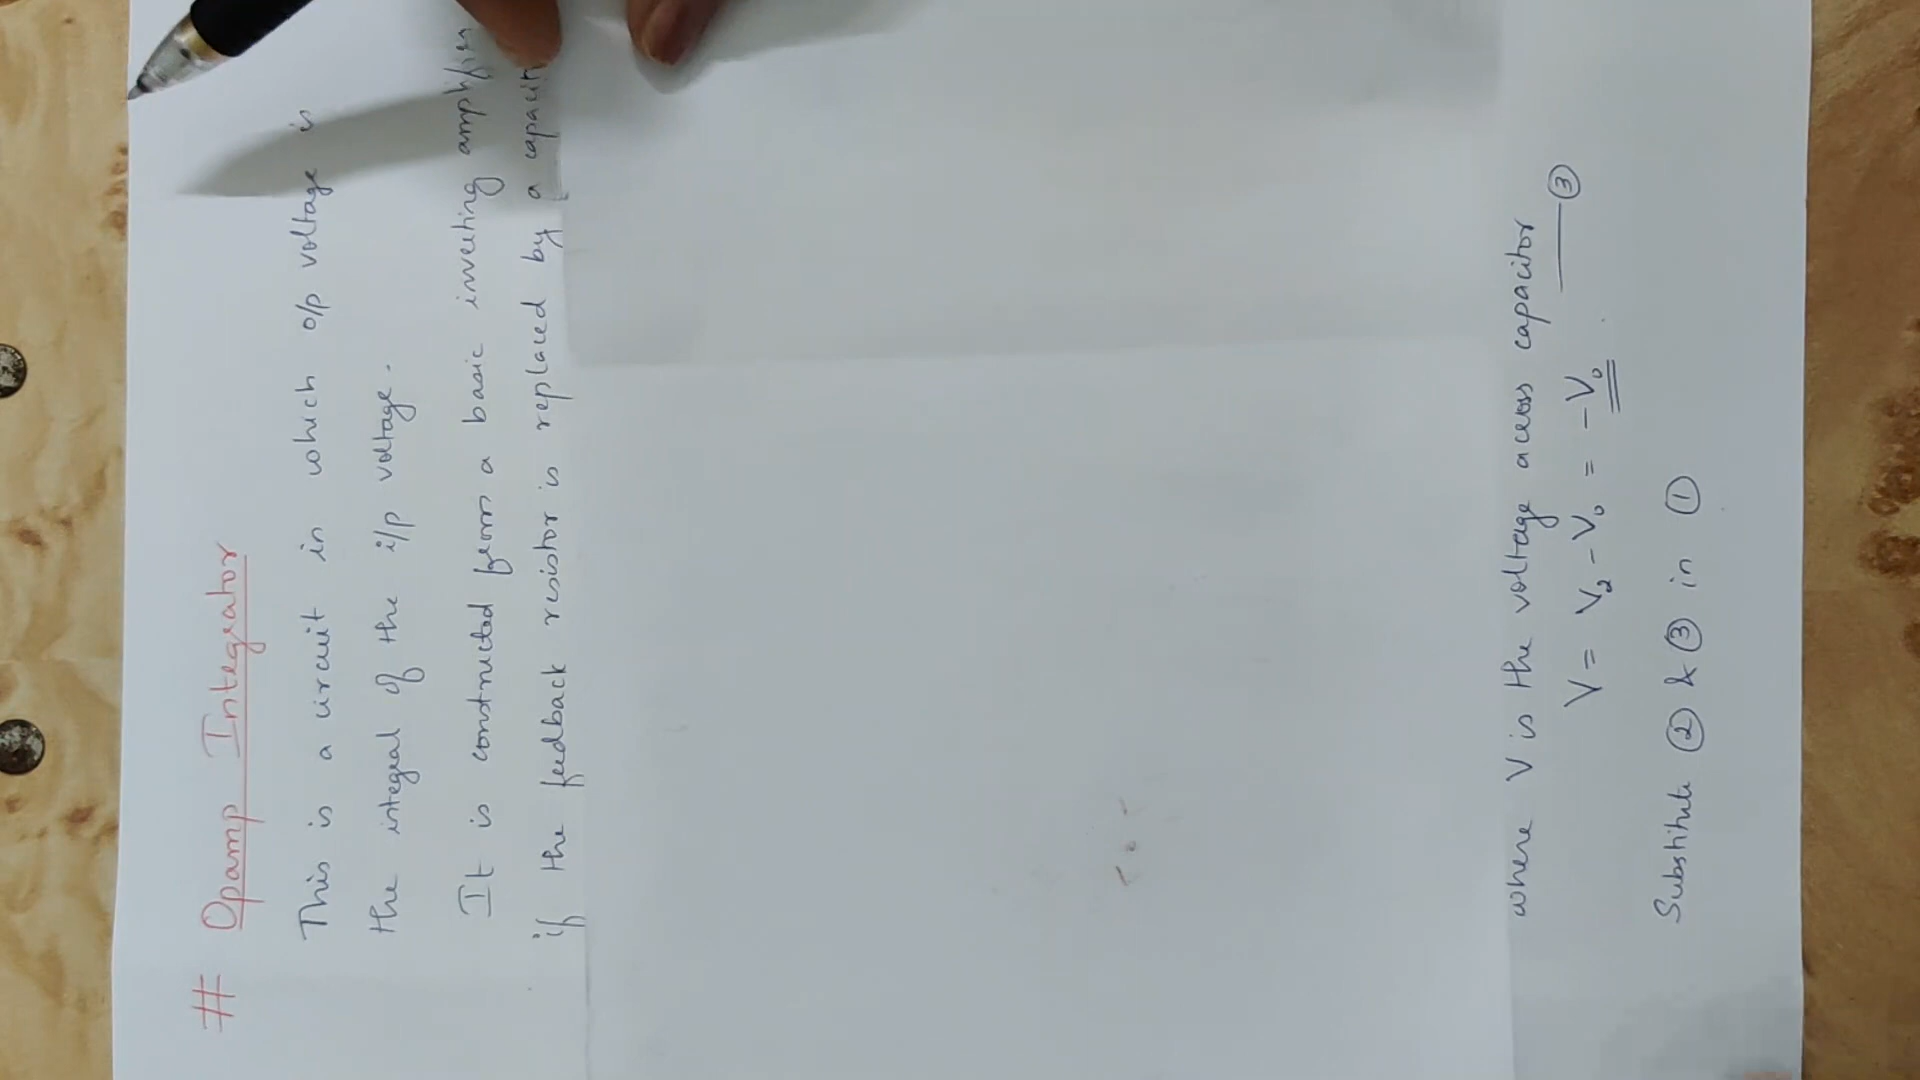 # Opamp Integrator
This is a circuit in which o/p voltage is
the integral of the i/p voltage.
It is constructed from a basic inverting amplifier
if the feedback resistor is replaced by a
where V is the voltage across capacitor
V = V₂ - V₀ = -V₀ —— ③
Substitute ② & ③ in ①